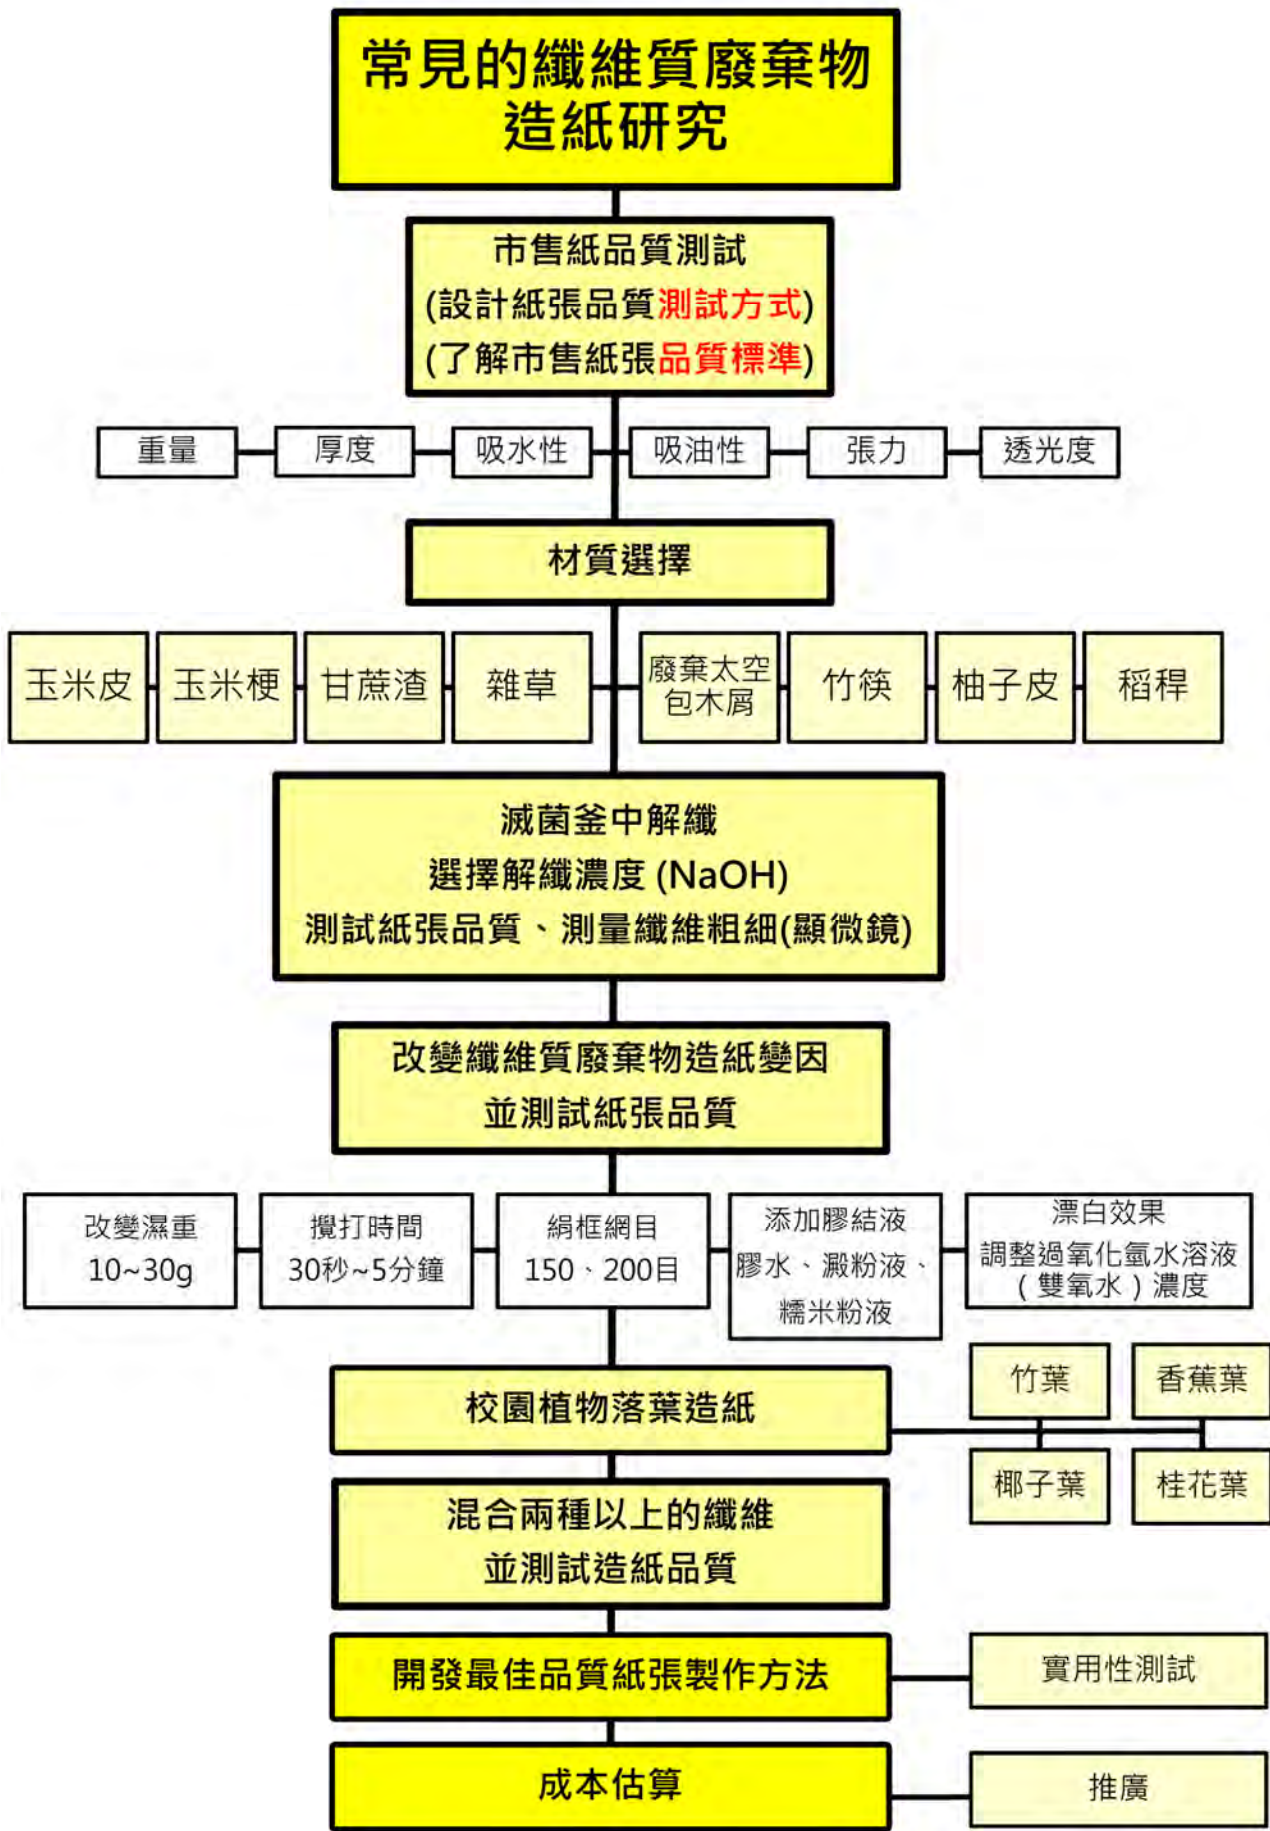 常見的纖維質廢棄物
造紙研究
市售紙品質測試
(設計紙張品質測試方式)
(了解市售紙張品質標準)
重量
厚度
吸水性
吸油性
張力
透光度
材質選擇
玉米皮
玉米梗
甘蔗渣
雜草
廢棄太空
包木屑
竹筷
柚子皮
稻稈
滅菌釜中解纖
選擇解纖濃度 (NaOH)
測試紙張品質、測量纖維粗細(顯微鏡)
改變纖維質廢棄物造紙變因
並測試紙張品質
改變濕重
10~30g
攪打時間
30秒~5分鐘
絹框網目
150、200目
添加膠結液
膠水、澱粉液、
糯米粉液
漂白效果
調整過氧化氫水溶液
(雙氧水)濃度
校園植物落葉造紙
竹葉
香蕉葉
椰子葉
桂花葉
混合兩種以上的纖維
並測試造紙品質
開發最佳品質紙張製作方法
實用性測試
成本估算
推廣